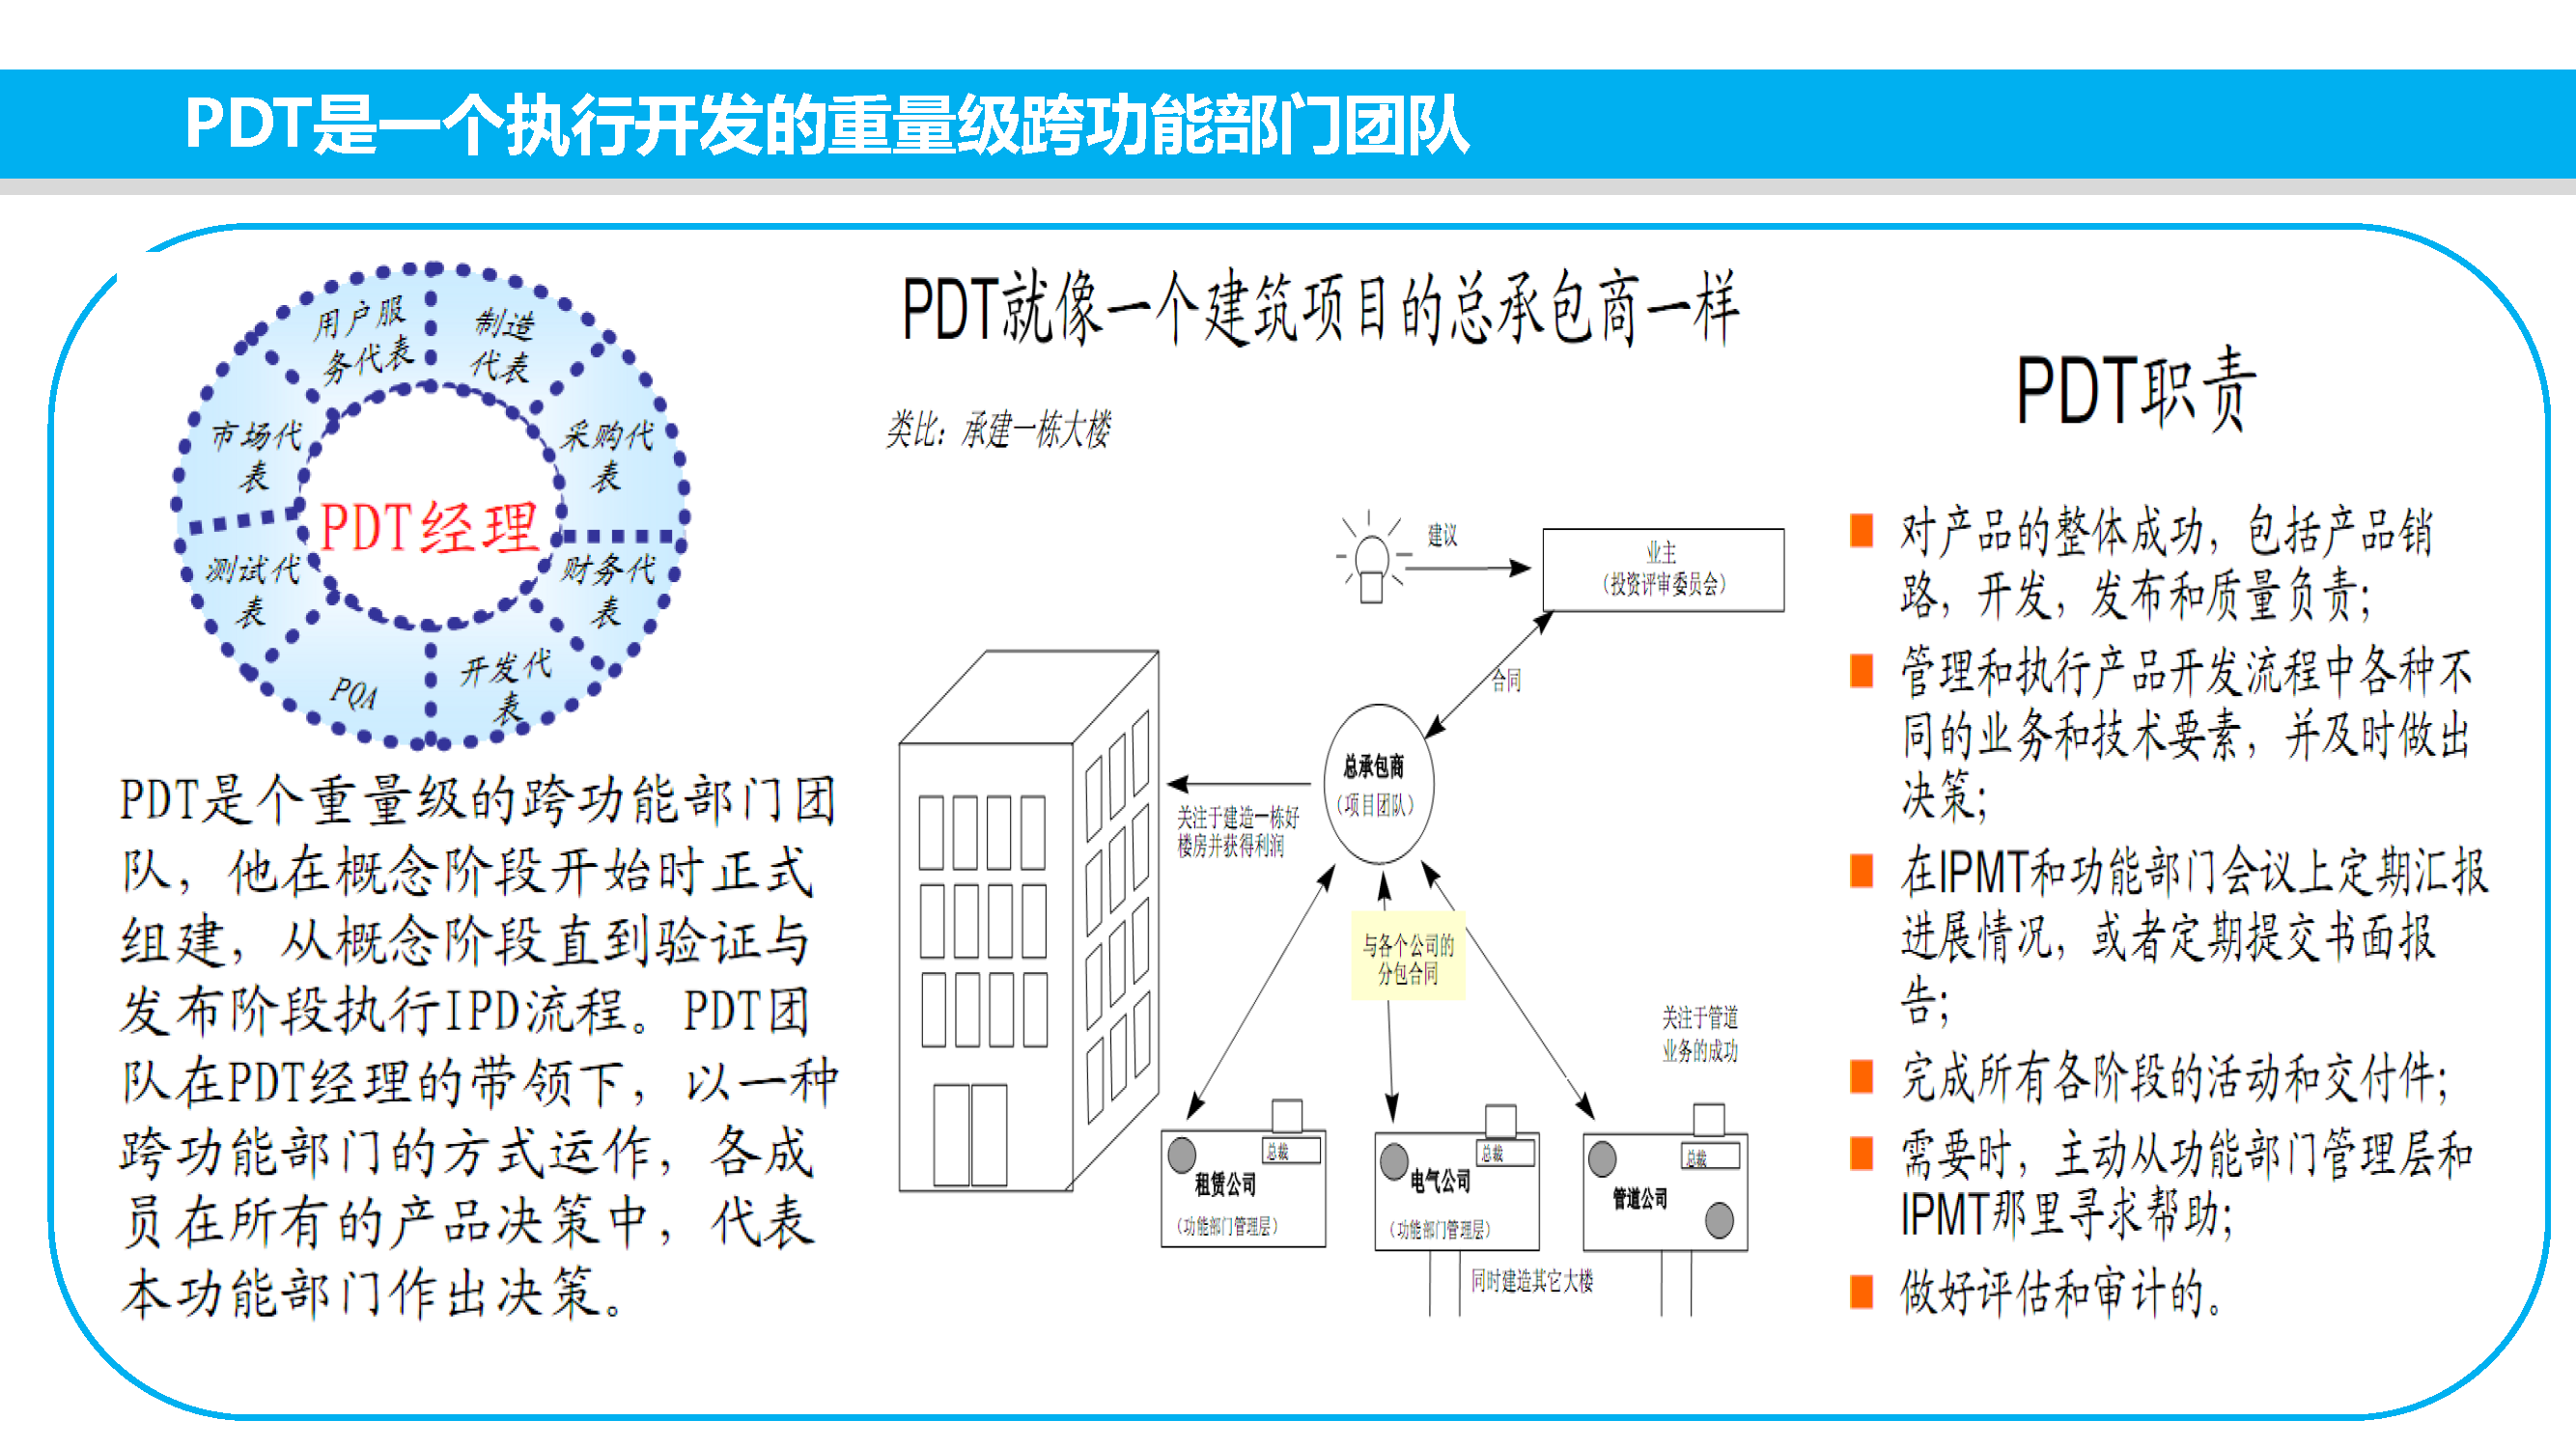 PDT是一个执行开发的重量级跨功能部门团队
用户服
务代表
制造
代表
市场代
表
采购代
表
PDT经理
测试代
表
财务代
表
PQA
开发代
表
PDT是个重量级的跨功能部门团
队，他在概念阶段开始时正式
组建，从概念阶段直到验证与
发布阶段执行IPD流程。PDT团
队在PDT经理的带领下，以一种
跨功能部门的方式运作，各成
员在所有的产品决策中，代表
本功能部门作出决策。
PDT就像一个建筑项目的总承包商一样
类比：承建一栋大楼
建议
业主
（投资评审委员会）
合同
总承包商
（项目团队）
关注于建造一栋好
楼房并获得利润
与各个公司的
分包合同
关注于管道
业务的成功
总裁
租赁公司
（功能部门管理层）
总裁
电气公司
（功能部门管理层）
总裁
管道公司
同时建造其它大楼
PDT职责
对产品的整体成功，包括产品销
路，开发，发布和质量负责；
管理和执行产品开发流程中各种不
同的业务和技术要素，并及时做出
决策；
在IPMT和功能部门会议上定期汇报
进展情况，或者定期提交书面报
告；
完成所有各阶段的活动和交付件；
需要时，主动从功能部门管理层和
IPMT那里寻求帮助；
做好评估和审计的。